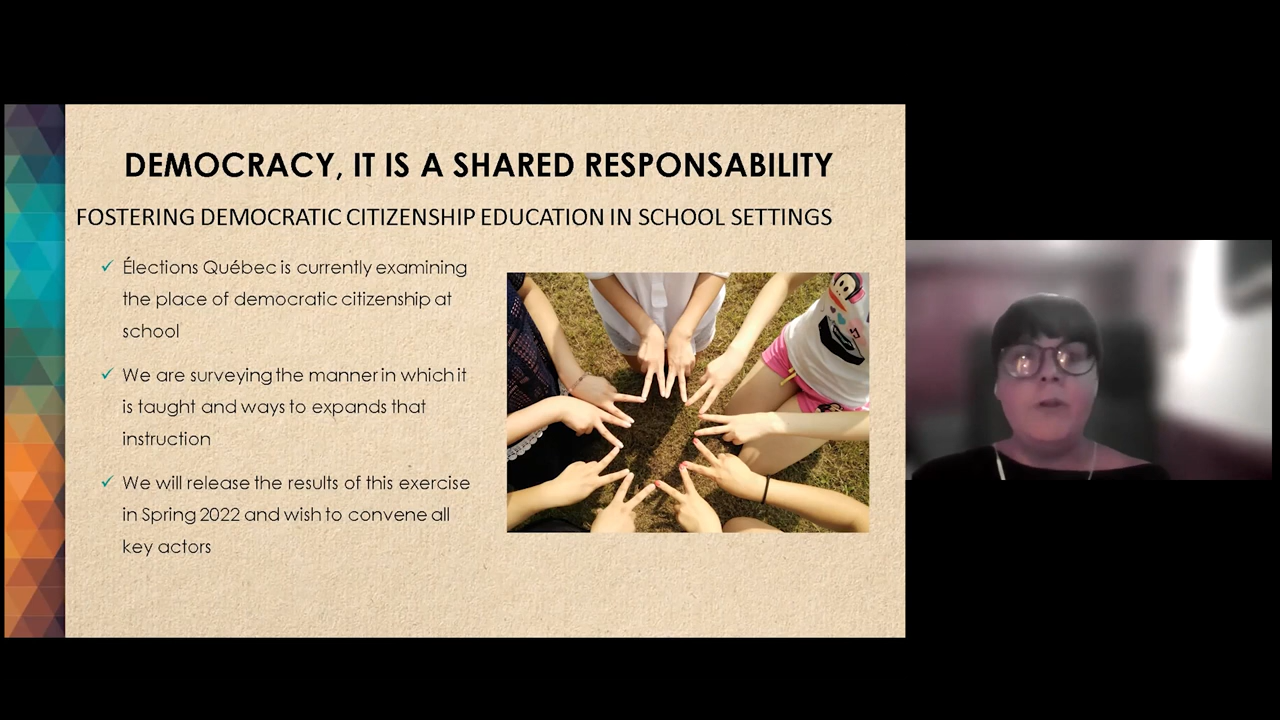 DEMOCRACY, IT IS A SHARED RESPONSABILITY
FOSTERING DEMOCRATIC CITIZENSHIP EDUCATION IN SCHOOL SETTINGS
✓ Élections Québec is currently examining
the place of democratic citizenship at
school
✓ We are surveying the manner in which it
is taught and ways to expands that
instruction
✓ We will release the results of this exercise
in Spring 2022 and wish to convene all
key actors